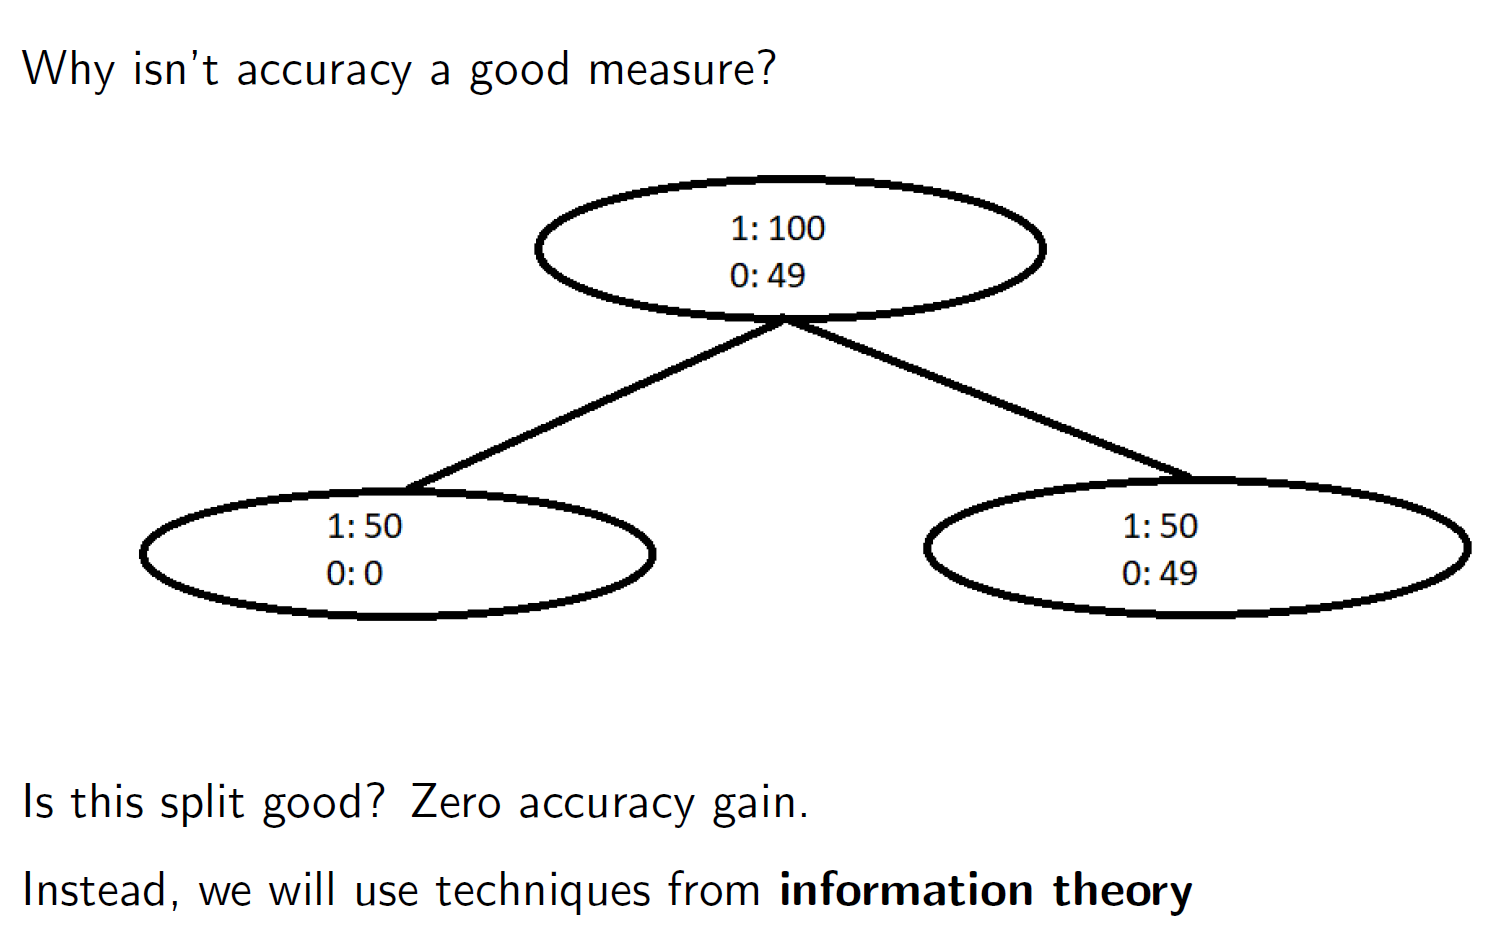 Why isn't accuracy a good measure?
1: 100
0: 49
1: 50
0: 0
1: 50
0: 49
Is this split good? Zero accuracy gain.
Instead, we will use techniques from information theory